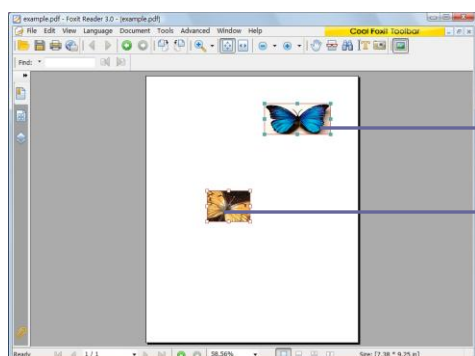 example.pdf - Foxit Reader 3.0 - [example.pdf]
File Edit View Language Document Tools Advanced Window Help
Cool Foxit Toolbar
Find:
Ready 1 / 1 58.56% Size: [7.38 * 9.25 in]